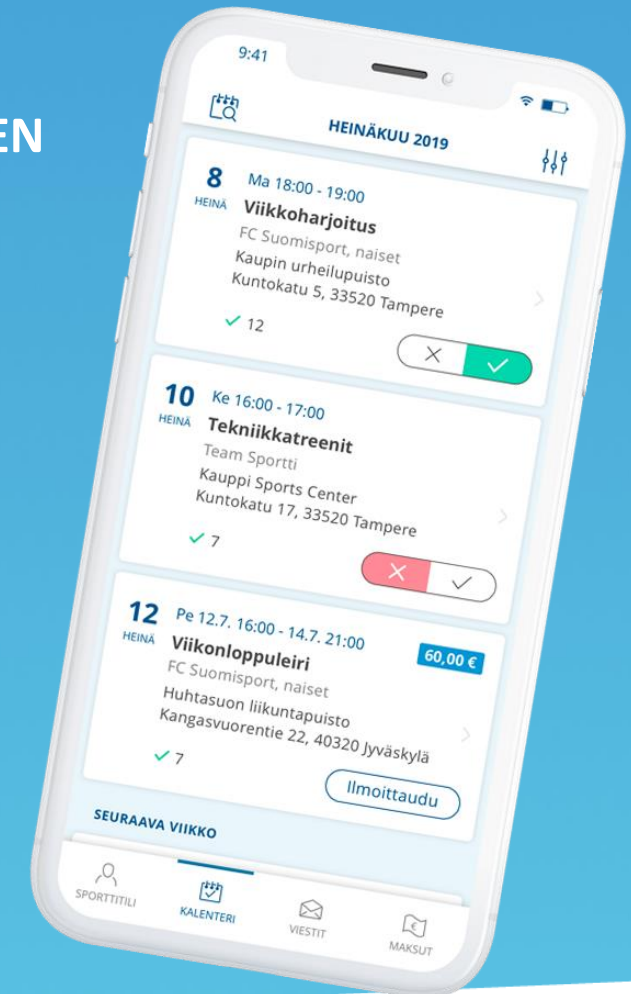 EN
9:41
HEINÄKUU 2019
8
HEINÄ
Ma 18:00 - 19:00
Viikkoharjoitus
FC Suomisport, naiset
Kaupin urheilupuisto
Kuntokatu 5, 33520 Tampere
12
10
HEINÄ
Ke 16:00 - 17:00
Tekniikkatreenit
Team Sportti
Kauppi Sports Center
Kuntokatu 17, 33520 Tampere
7
12
HEINÄ
Pe 12.7. 16:00 - 14.7. 21:00
60,00 €
Viikonloppuleiri
FC Suomisport, naiset
Huhtasuon liikuntapuisto
Kangasvuorentie 22, 40320 Jyväskylä
7
Ilmoittaudu
SEURAAVA VIIKKO
SPORTTITILI
KALENTERI
VIESTIT
€
MAKSUT